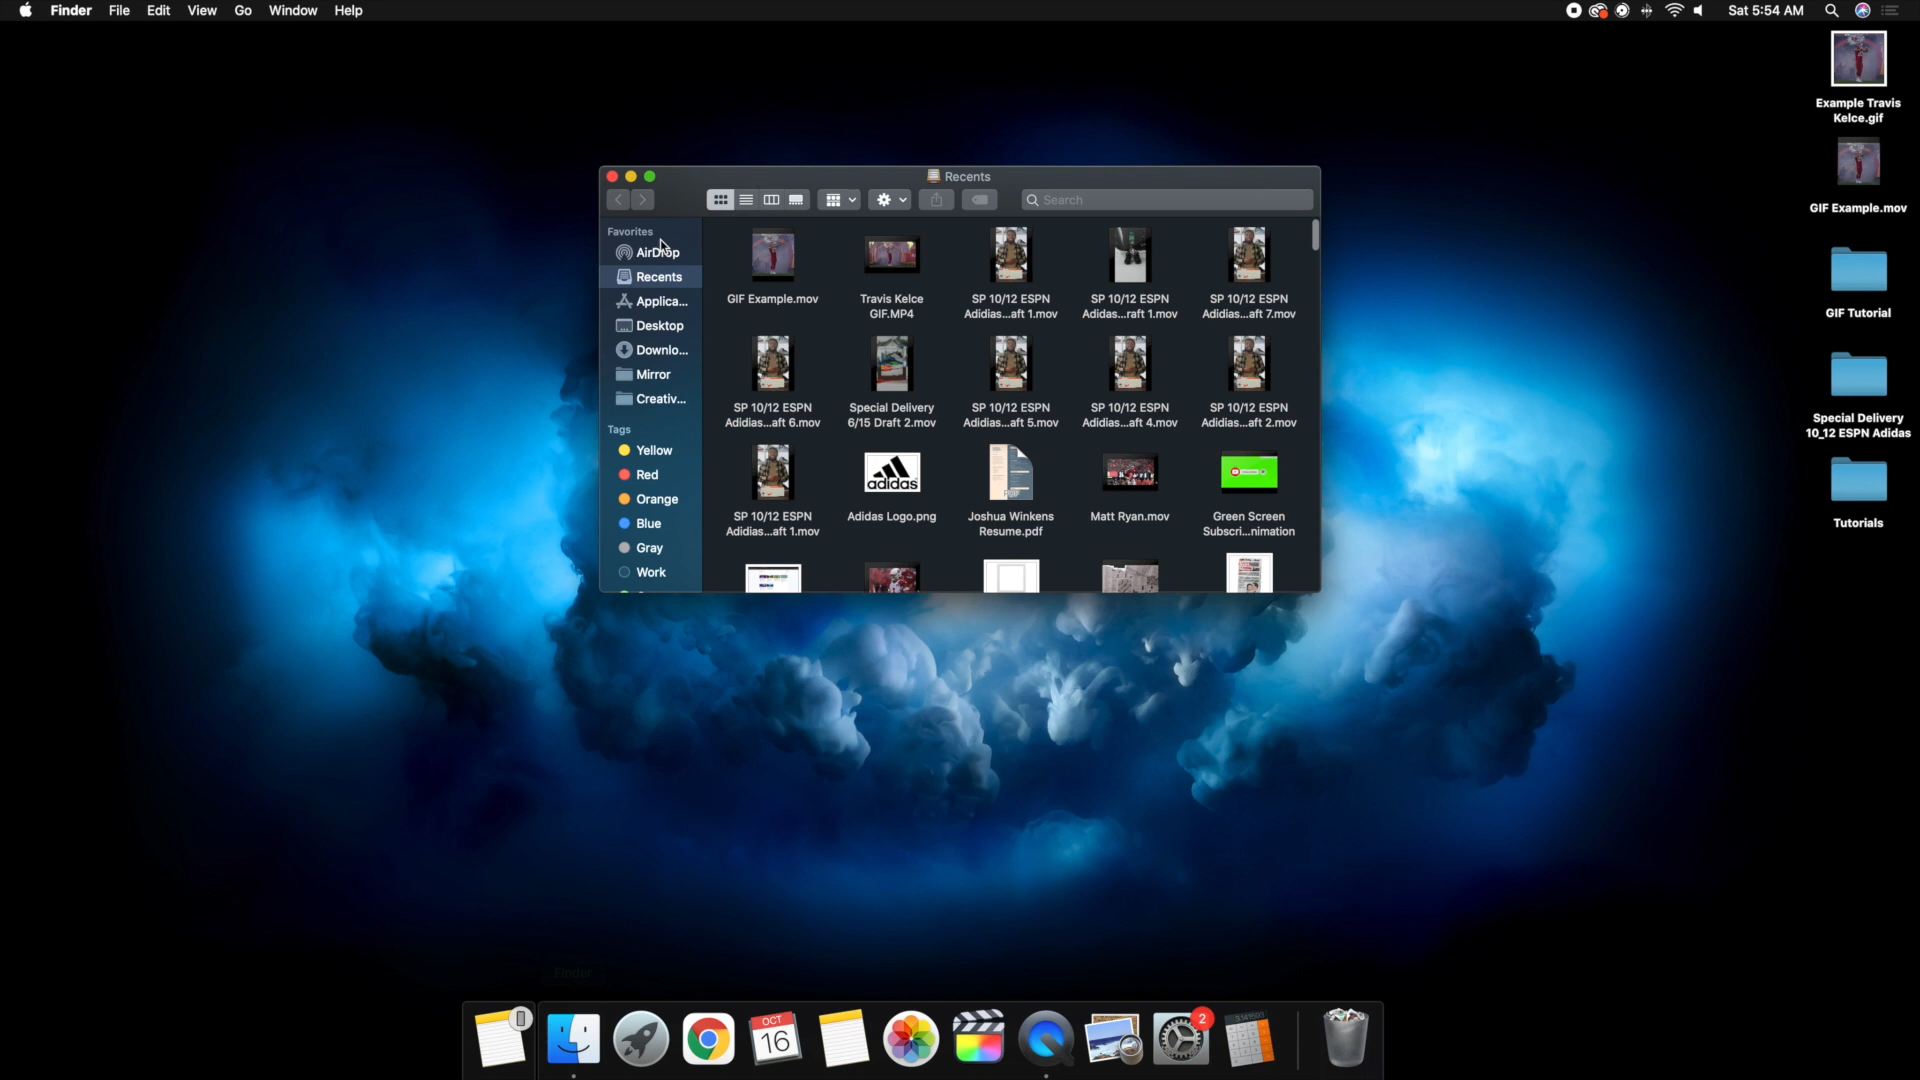 Finder File Edit View Go Window Help
Sat 5:54 AM
Example Travis
Kelce.gif
GIF Example.mov
GIF Tutorial
Special Delivery
10_12 ESPN Adidas
Tutorials
Recents
Search
Favorites
AirDrop
Recents
Applica...
Desktop
Downlo...
Mirror
Creativ...
Tags
Yellow
Red
Orange
Blue
Gray
Work
GIF Example.mov
Travis Kelce
GIF.MP4
SP 10/12 ESPN
Adidias...aft 1.mov
SP 10/12 ESPN
Adidas...raft 1.mov
SP 10/12 ESPN
Adidias...aft 7.mov
SP 10/12 ESPN
Adidias...aft 6.mov
Special Delivery
6/15 Draft 2.mov
SP 10/12 ESPN
Adidias...aft 5.mov
SP 10/12 ESPN
Adidias...aft 4.mov
SP 10/12 ESPN
Adidias...aft 2.mov
SP 10/12 ESPN
Adidias...aft 1.mov
adidas
Adidas Logo.png
Joshua Winkens
Resume.pdf
Matt Ryan.mov
Green Screen
Subscri...nimation
Finder
OCT
16
2